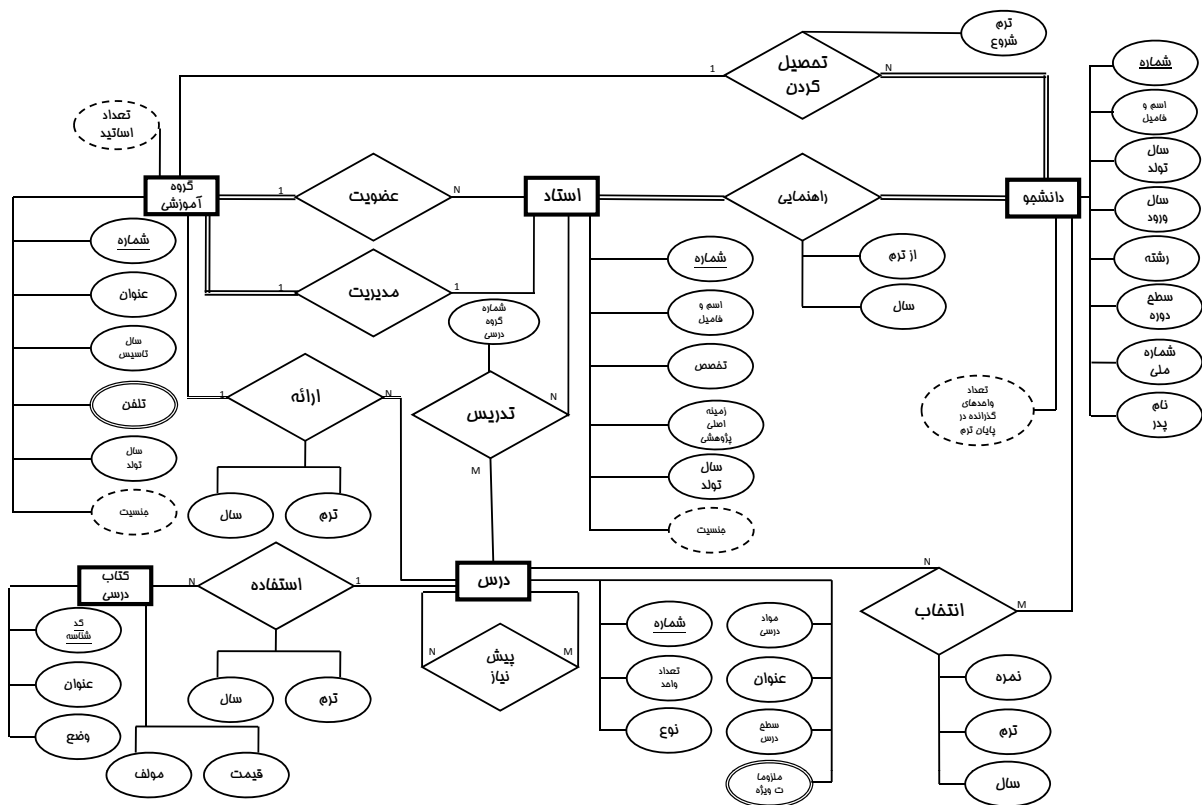 ترم
شروع
تحصیل
کردن
1
N
شماره
اسم و
فامیل
سال
تولد
سال
ورود
رشته
سطح
دوره
شماره
ملی
نام
پدر
تعداد
اساتید
گروه
آموزشی
1
عضویت
N
استاد
راهنمایی
دانشجو
شماره
عنوان
سال
تاسیس
تلفن
سال
تولد
جنسیت
1
مدیریت
1
شماره
گروه
درسی
شماره
اسم و
فامیل
تخصص
زمینه
اصلی
پژوهشی
سال
تولد
جنسیت
از ترم
سال
تعداد
واحدهای
گذرانده در
پایان ترم
1
ارائه
N
تدریس
N
M
سال
ترم
کتاب
درسی
N
استفاده
1
درس
N
انتخاب
M
کد
شناسه
عنوان
وضع
سال
ترم
مولف
قیمت
N
پیش
نیاز
M
شماره
تعداد
واحد
نوع
مواد
درسی
عنوان
سطح
درس
ملزوما
ت ویژه
نمره
ترم
سال